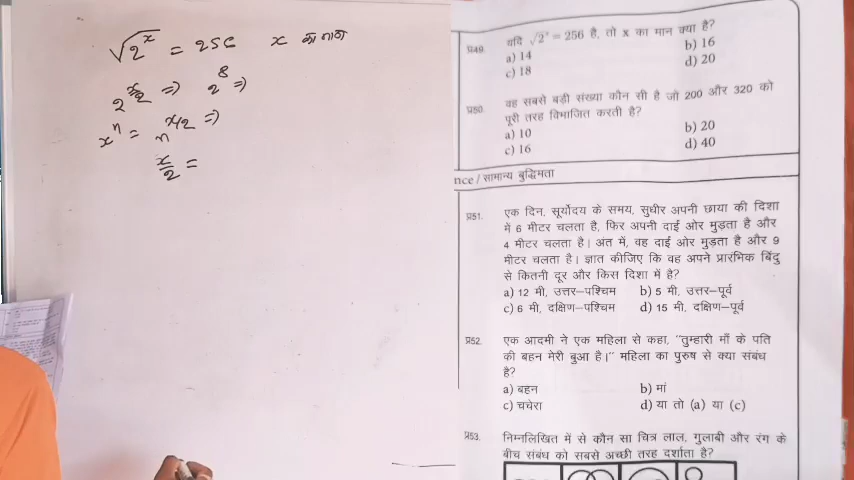 √2^x = 256 x का मान
2^x/2 => 2^8 =>
x^n = n^x/2 =>
x/2 =
प्र49. यदि √2^x = 256 है, तो x का मान क्या है?
a) 14 b) 16
c) 18 d) 20
प्र50. वह सबसे बड़ी संख्या कौन सी है जो 200 और 320 को
पूरी तरह विभाजित करती है?
a) 10 b) 20
c) 16 d) 40
nce / सामान्य बुद्धिमता
प्र51. एक दिन, सूर्योदय के समय, सुधीर अपनी छाया की दिशा
में 6 मीटर चलता है, फिर अपनी दाईं ओर मुड़ता है और
4 मीटर चलता है। अंत में, वह दाईं ओर मुड़ता है और 9
मीटर चलता है। ज्ञात कीजिए कि वह अपने प्रारंभिक बिंदु
से कितनी दूर और किस दिशा में है?
a) 12 मी, उत्तर–पश्चिम b) 5 मी, उत्तर–पूर्व
c) 6 मी, दक्षिण–पश्चिम d) 15 मी, दक्षिण–पूर्व
प्र52. एक आदमी ने एक महिला से कहा, "तुम्हारी माँ के पति
की बहन मेरी बुआ है।" महिला का पुरुष से क्या संबंध
है?
a) बहन b) मां
c) चचेरा d) या तो (a) या (c)
प्र53. निम्नलिखित में से कौन सा चित्र लाल, गुलाबी और रंग के
बीच संबंध को सबसे अच्छी तरह दर्शाता है?